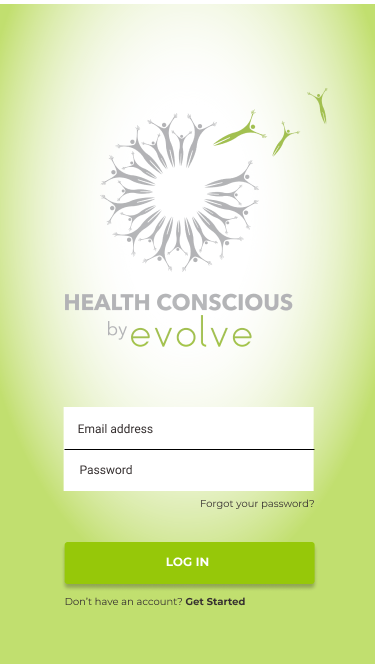 HEALTH CONSCIOUS
by evolve
Email address
Password
Forgot your password?
LOG IN
Don't have an account? Get Started